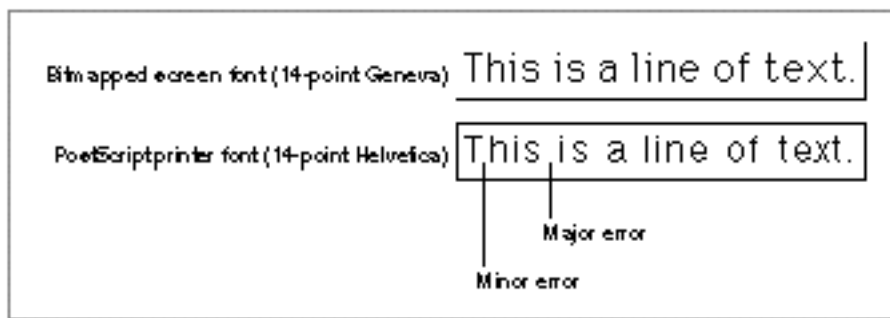 Bitmapped screen font (14-point Geneva) This is a line of text.
PostScript printer font (14-point Helvetica) This is a line of text.
Major error
Minor error